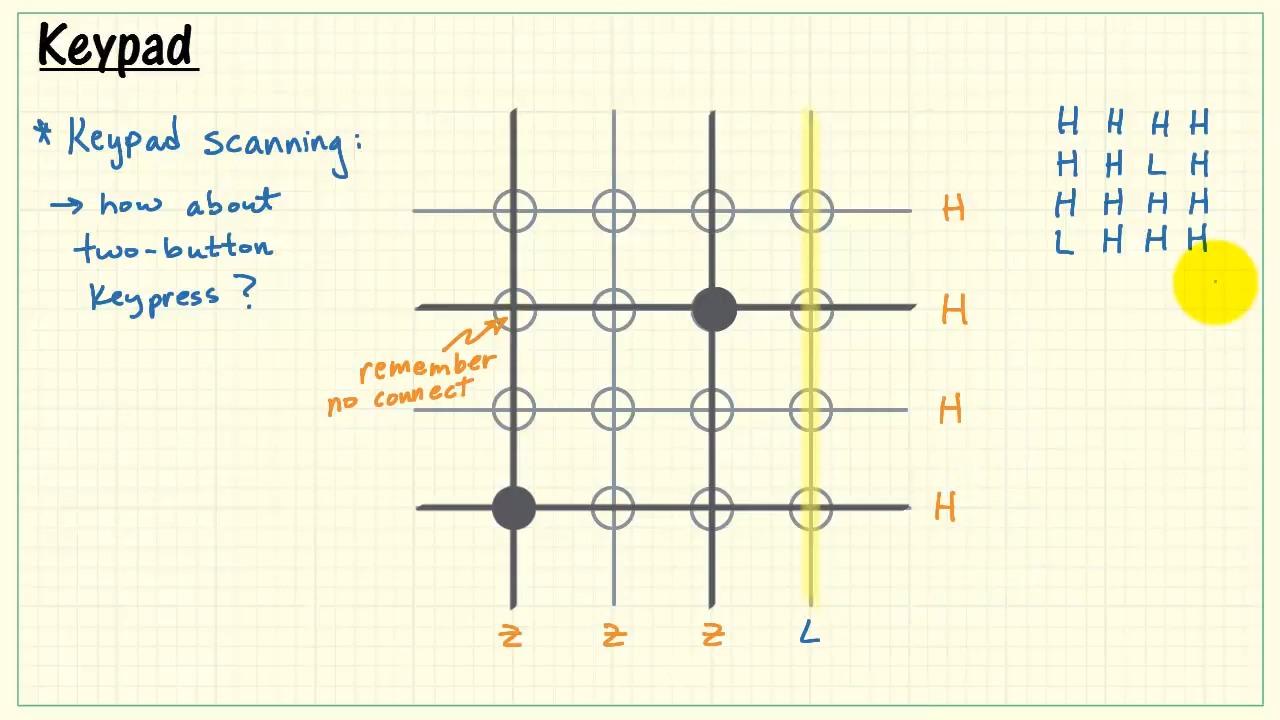 Keypad
* Keypad scanning:
→ how about
two-button
keypress?
remember
no connect
H
H
H
H
Z Z Z L
H H H H
H H L H
H H H H
L H H H